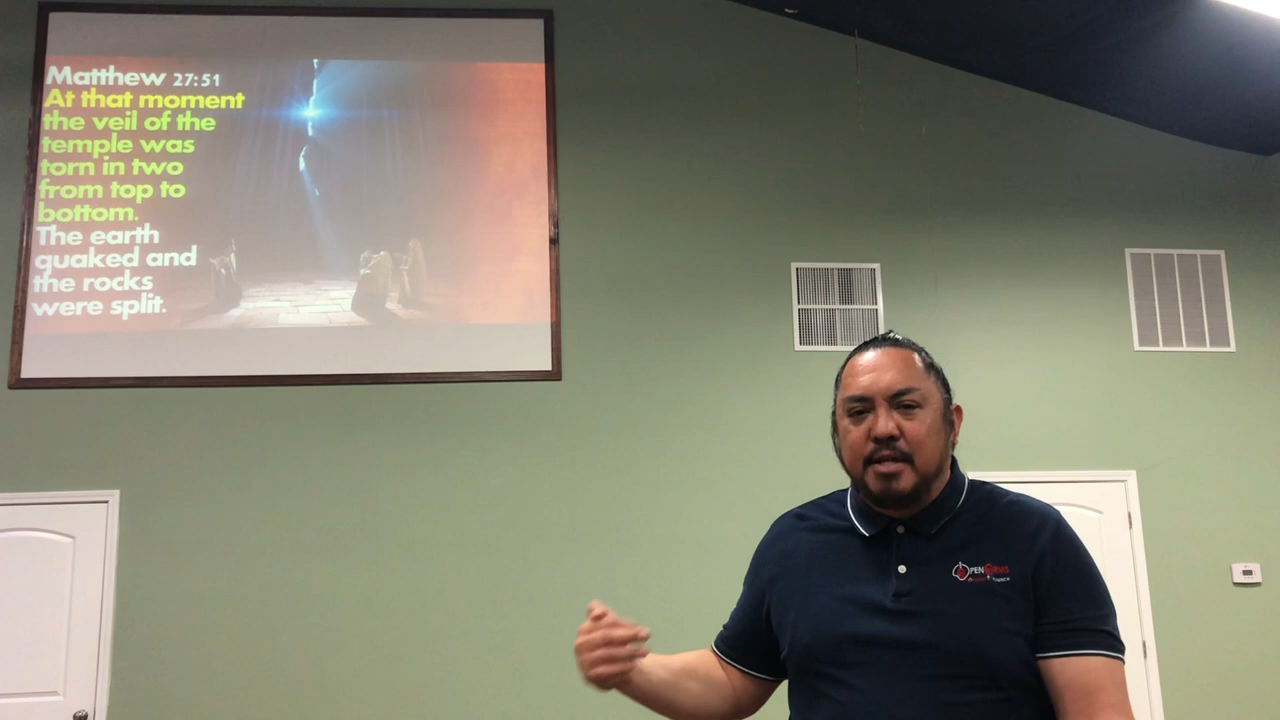 Matthew 27:51
At that moment
the veil of the
temple was
torn in two
from top to
bottom.
The earth
quaked and
the rocks
were split.
OPEN